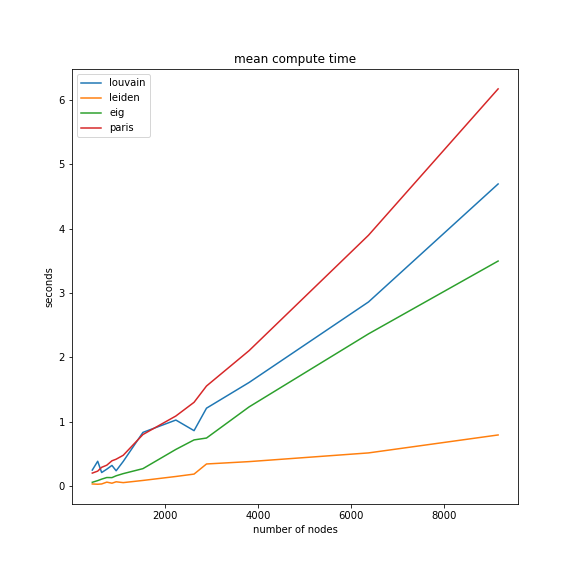 mean compute time
louvain
leiden
eig
paris
seconds
6
5
4
3
2
1
0
2000 4000 6000 8000
number of nodes